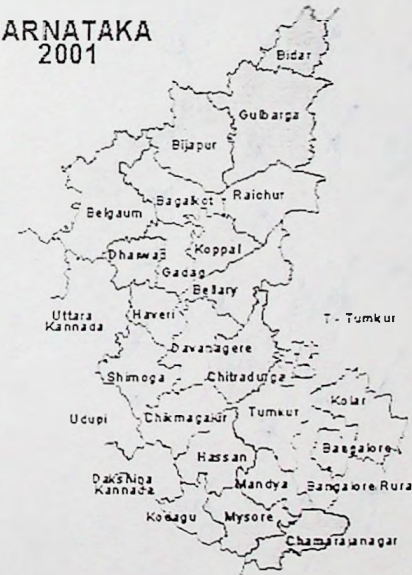 ARNATAKA
2001
Bidar
Gulbarga
Bijapur
Bagalkot
Raichur
Belgaum
Koppal
Dharwad
Gadag
Bellary
Uttara
Kannada
Haveri
T - Tumkur
Davanagere
Shimoga
Chitradurga
Kolar
Udupi
Chikmagalur
Tumkur
Bangalore
Hassan
Dakshina
Kannada
Mandya
Bangalore Rura
Kodagu
Mysore
Chamarajanagar